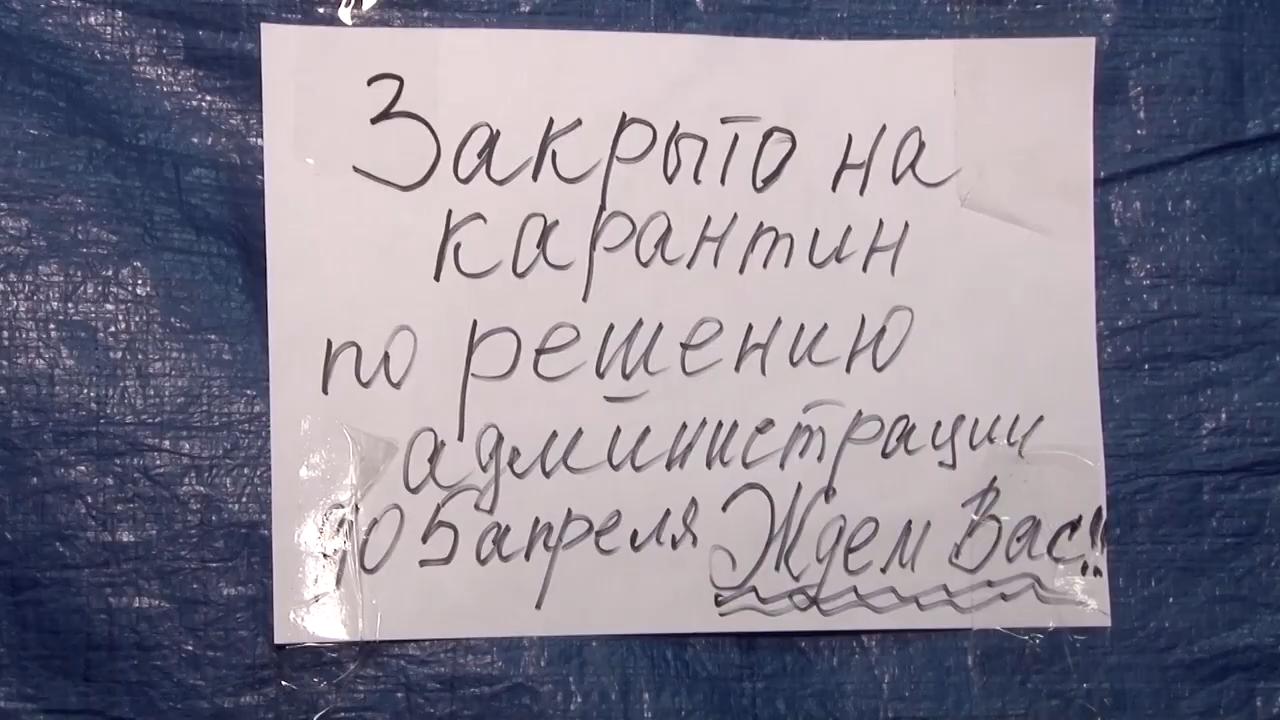 Закрыто на
карантин
по решению
администрации
до 5 апреля Ждем Вас!!